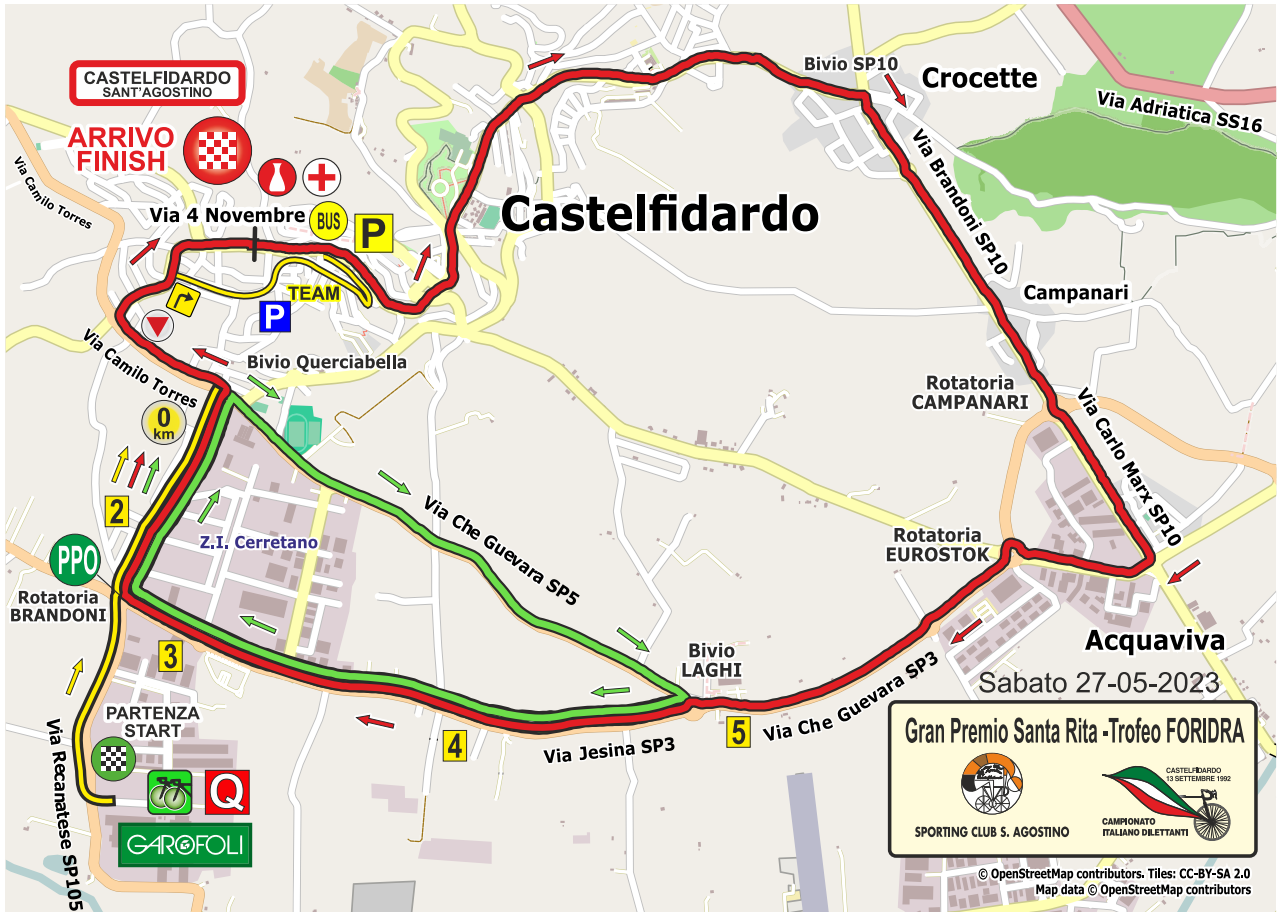 CASTELFIDARDO
SANT'AGOSTINO
ARRIVO
FINISH
Via Camilo Torres
Via 4 Novembre
BUS
P
TEAM
P
Castelfidardo
Bivio SP10
Crocette
Via Adriatica SS16
Via Brandoni SP10
Campanari
Rotatoria
CAMPANARI
Via Carlo Marx SP10
Via Camilo Torres
Bivio Querciabella
0
km
2
Z.I. Cerretano
Via Che Guevara SP5
Rotatoria
EUROSTOK
PPO
Rotatoria
BRANDONI
3
Bivio
LAGHI
Acquaviva
4
5
Via Jesina SP3
Via Che Guevara SP3
PARTENZA
START
Via Recanatese SP105
Q
GAROFOLI
Sabato 27-05-2023
Gran Premio Santa Rita -Trofeo FORIDRA
SPORTING CLUB S. AGOSTINO
CASTELFIDARDO
13 SETTEMBRE 1992
CAMPIONATO
ITALIANO DILETTANTI
© OpenStreetMap contributors. Tiles: CC-BY-SA 2.0
Map data © OpenStreetMap contributors